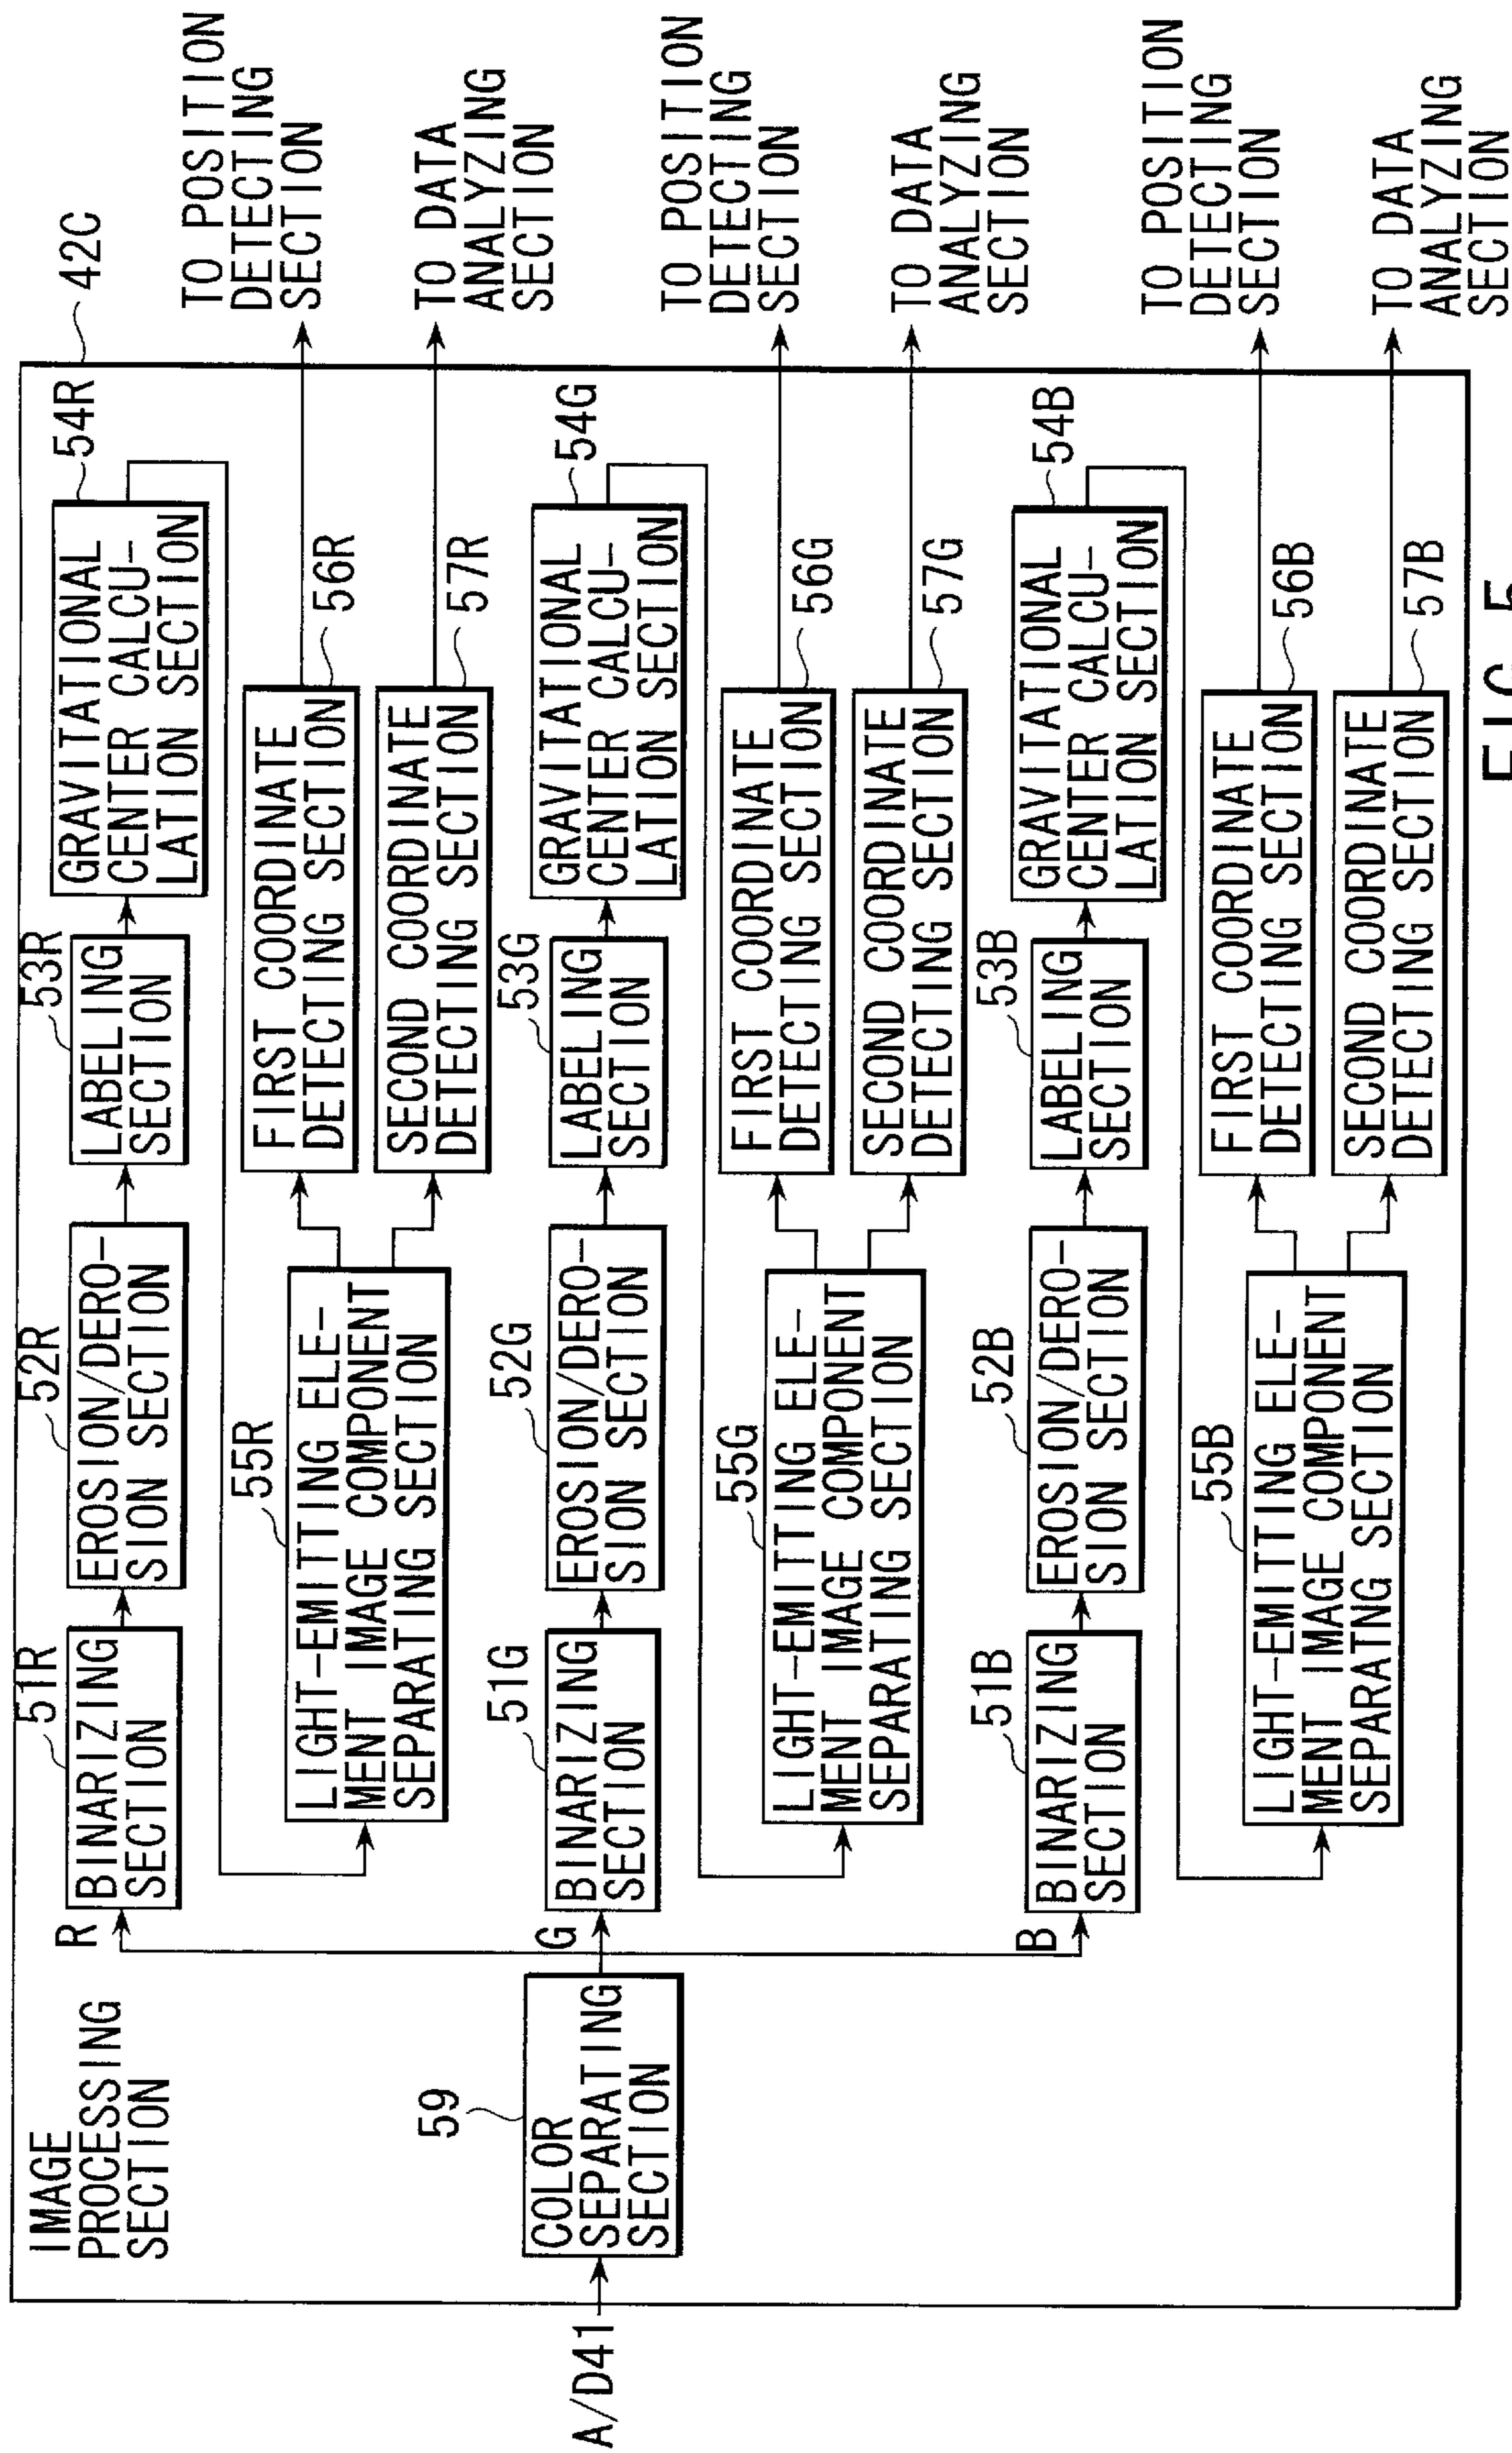 IMAGE
PROCESSING
SECTION
42C
A/D41
59
COLOR
SEPARATING
SECTION
R
51R
BINARIZING
SECTION
52R
EROSION/DERO-
SION SECTION
53R
LABELING
SECTION
54R
GRAVITATIONAL
CENTER CALCU-
LATION SECTION
55R
LIGHT-EMITTING ELE-
MENT IMAGE COMPONENT
SEPARATING SECTION
FIRST COORDINATE
DETECTING SECTION
56R
TO POSITION
DETECTING
SECTION
SECOND COORDINATE
DETECTING SECTION
57R
TO DATA
ANALYZING
SECTION
G
51G
BINARIZING
SECTION
52G
EROSION/DERO-
SION SECTION
53G
LABELING
SECTION
54G
GRAVITATIONAL
CENTER CALCU-
LATION SECTION
55G
LIGHT-EMITTING ELE-
MENT IMAGE COMPONENT
SEPARATING SECTION
FIRST COORDINATE
DETECTING SECTION
56G
TO POSITION
DETECTING
SECTION
SECOND COORDINATE
DETECTING SECTION
57G
TO DATA
ANALYZING
SECTION
B
51B
BINARIZING
SECTION
52B
EROSION/DERO-
SION SECTION
53B
LABELING
SECTION
54B
GRAVITATIONAL
CENTER CALCU-
LATION SECTION
55B
LIGHT-EMITTING ELE-
MENT IMAGE COMPONENT
SEPARATNG SECTION
FIRST COORDINATE
DETECTING SECTION
56B
TO POSITION
DETECTING
SECTION
SECOND COORDINATE
DETECTING SECTION
57B
TO DATA
ANALYZING
SECTION